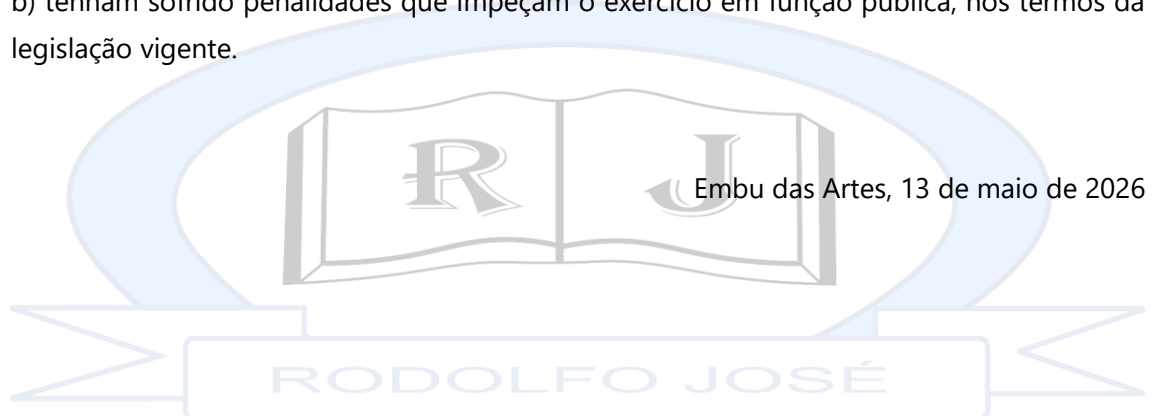 b) tenham sofrido penalidades que impeçam o exercício em função pública, nos termos da
legislação vigente.
R J
Embu das Artes, 13 de maio de 2026
RODOLFO JOSÉ